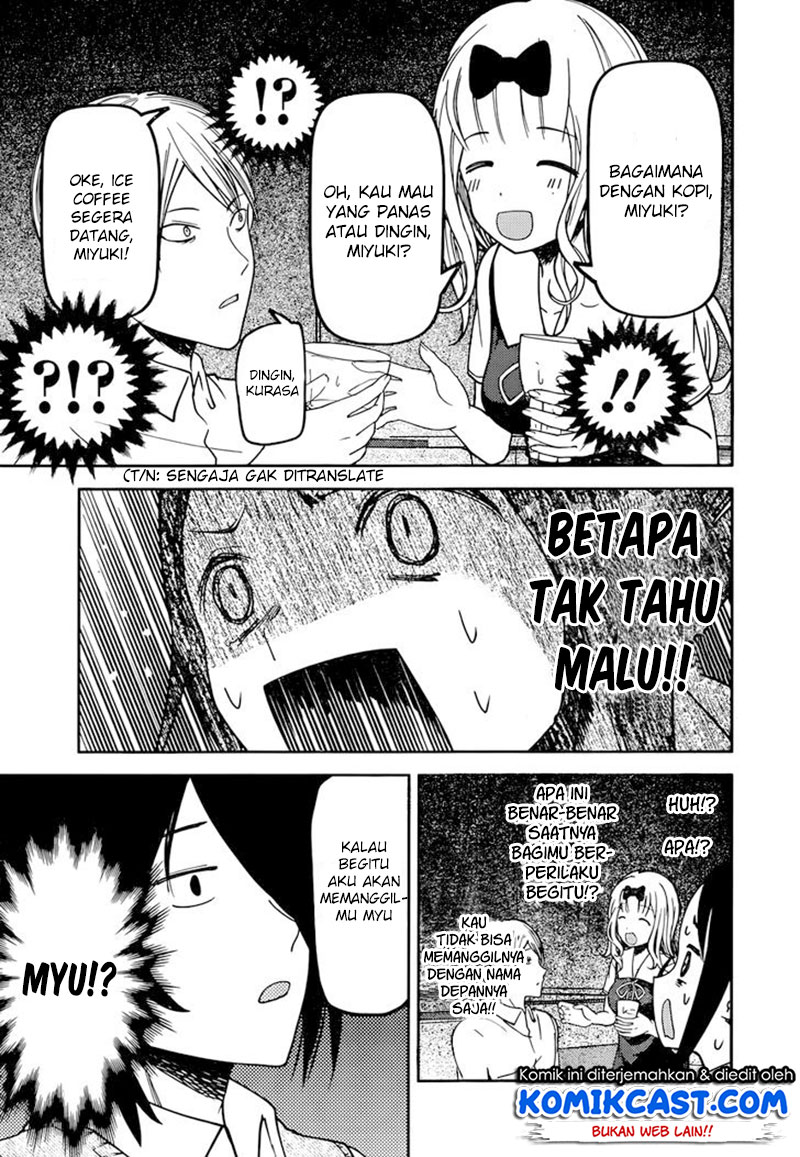 BAGAIMANA
DENGAN KOPI,
MIYUKI?
!!
OH, KAU MAU
YANG PANAS
ATAU DINGIN,
MIYUKI?
!?
DINGIN,
KURASA
OKE, ICE
COFFEE
SEGERA
DATANG,
MIYUKI!
?!?
(T/N: SENGAJA GAK DITRANSLATE
BETAPA
TAK TAHU
MALU!!
HUH!?
APA!?
APA INI
BENAR-BENAR
SAATNYA
BAGIMU BER-
PERILAKU
BEGITU!?
KAU
TIDAK BISA
MEMANGGILNYA
DENGAN NAMA
DEPANNYA
SAJA!!
KALAU
BEGITU
AKU AKAN
MEMANGGIL-
MU MYU
MYU!?
Komik ini diterjemahkan & diedit oleh
KOMIKCAST.COM
BUKAN WEB LAIN!!